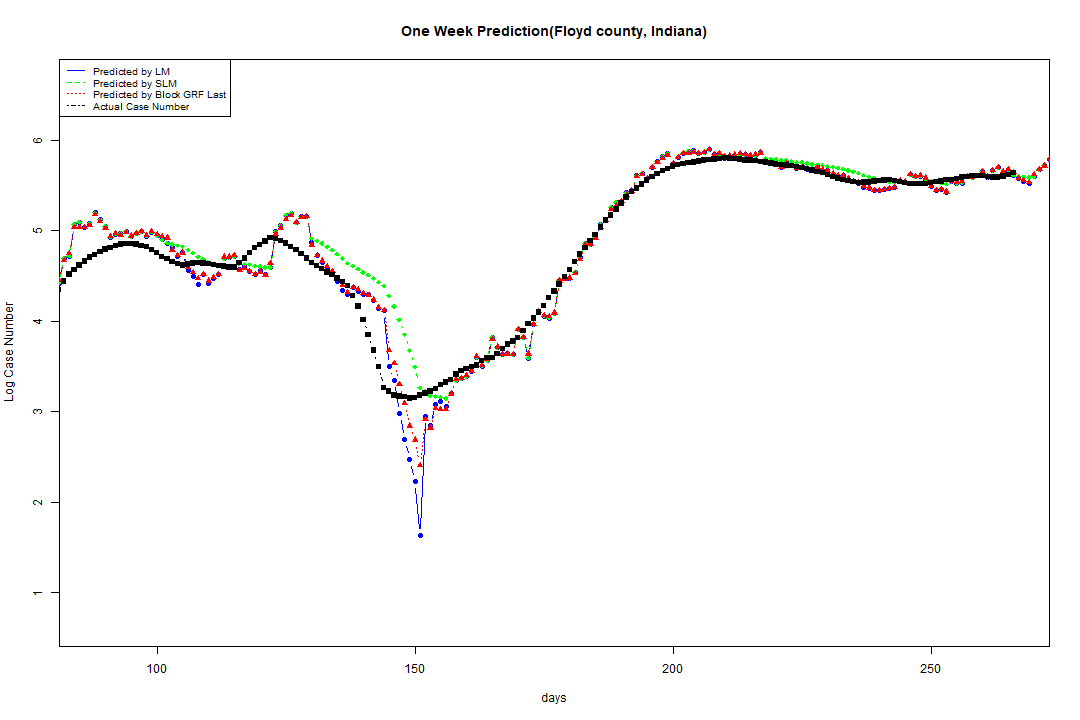 One Week Prediction(Floyd county, Indiana)
Predicted by LM
Predicted by SLM
Predicted by Block GRF Last
Actual Case Number
6
5
4
3
2
1
Log Case Number
100 150 200 250
days